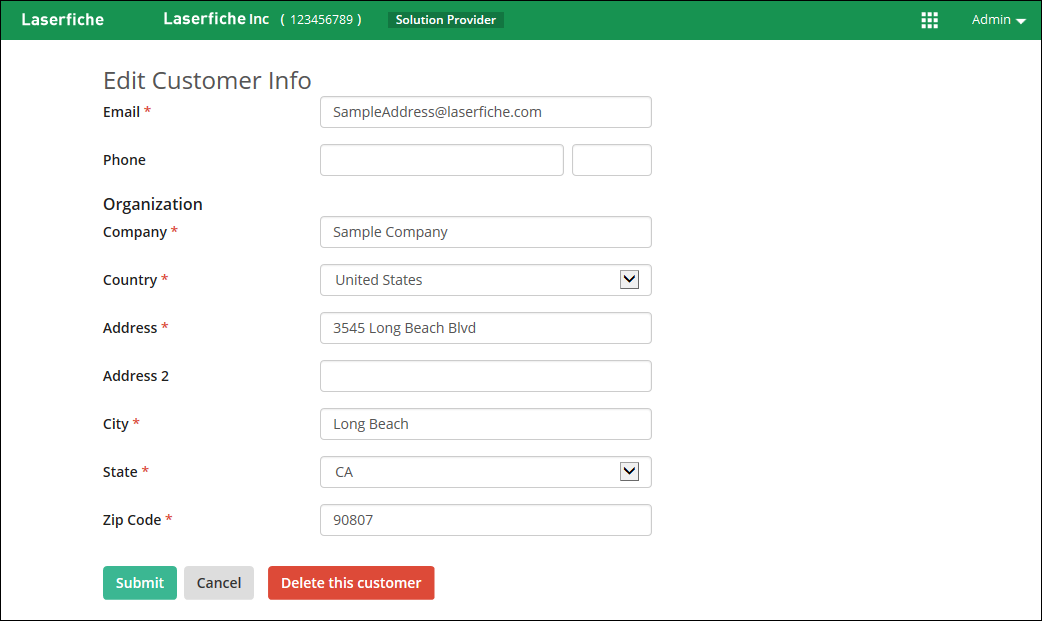 Laserfiche Laserfiche Inc ( 123456789 ) Solution Provider Admin
Edit Customer Info
Email * SampleAddress@laserfiche.com
Phone
Organization
Company * Sample Company
Country * United States
Address * 3545 Long Beach Blvd
Address 2
City * Long Beach
State * CA
Zip Code * 90807
Submit Cancel Delete this customer